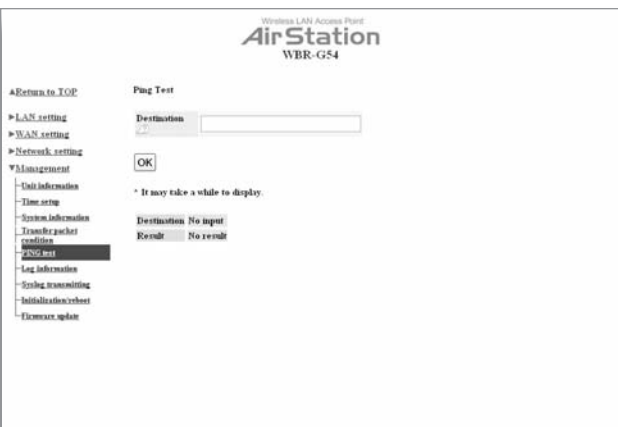 Wireless LAN Access Point
AirStation
WBR-G54
▲Return to TOP
►LAN setting
►WAN setting
►Network setting
▼Management
Unit information
Time setup
System information
Transfer packet
condition
PING test
Log information
Syslog transmitting
Initialization/reboot
Firmware update
Ping Test
Destination
OK
* It may take a while to display.
Destination No input
Result No result